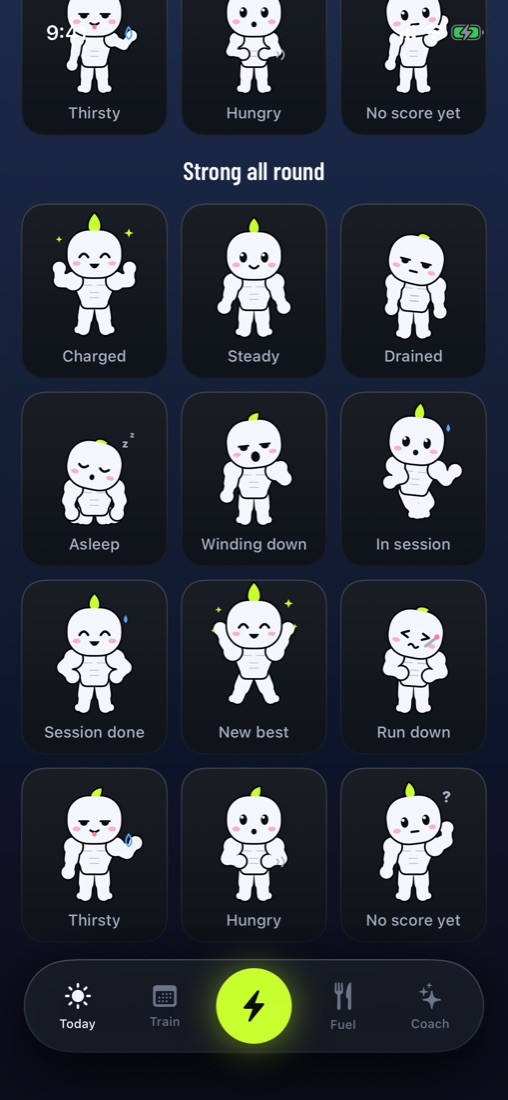 Thirsty
Hungry
No score yet
Strong all round
Charged
Steady
Drained
z z
Asleep
Winding down
In session
Session done
New best
Run down
?
Thirsty
Hungry
No score yet
Today
Train
Fuel
Coach